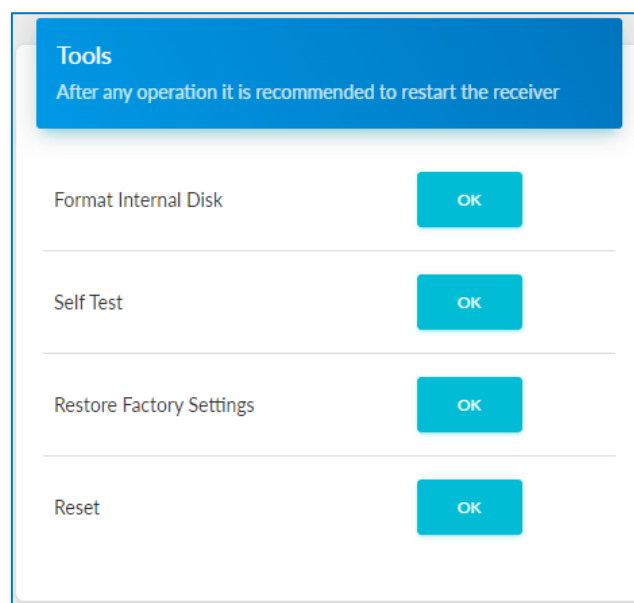 Tools
After any operation it is recommended to restart the receiver
Format Internal Disk
OK
Self Test
OK
Restore Factory Settings
OK
Reset
OK